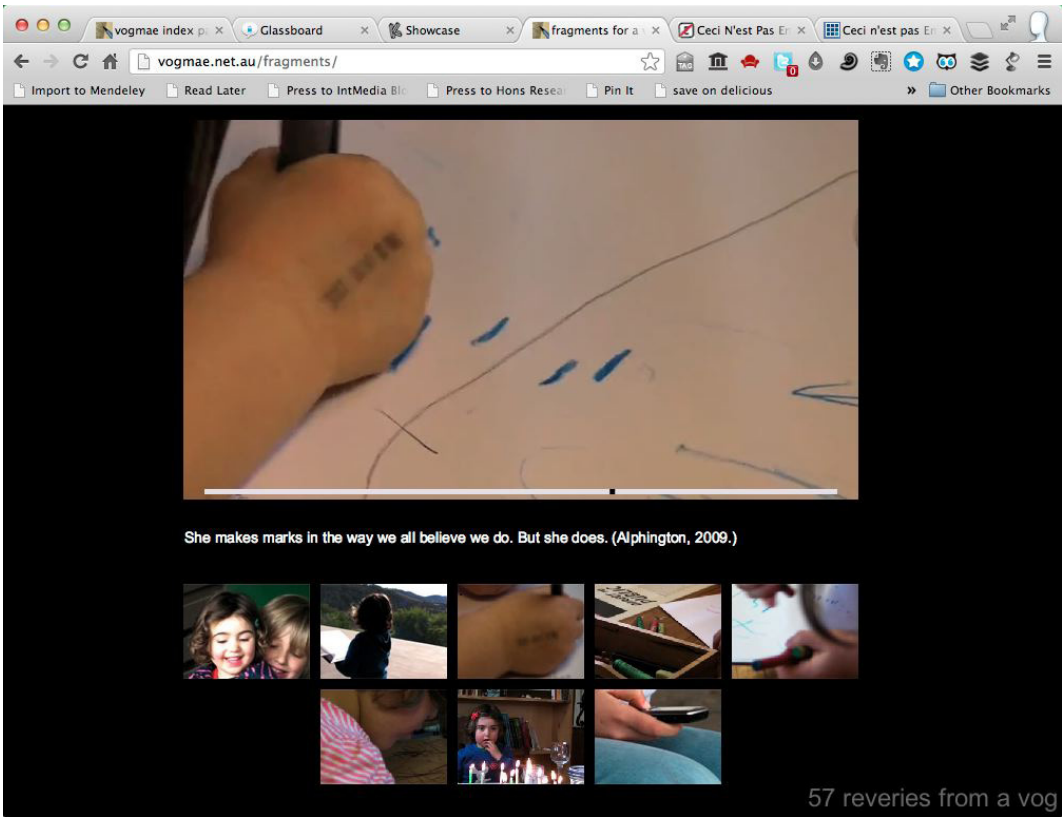 vogmae index p
Glassboard
Showcase
fragments for a
Ceci N'est Pas En
Ceci n'est pas En
vogmae.net.au/fragments/
TAG
0
Import to Mendeley
Read Later
Press to IntMedia Blo
Press to Hons Resea
Pin It
save on delicious
»
Other Bookmarks
She makes marks in the way we all believe we do. But she does. (Alphington, 2009.)
57 reveries from a vog